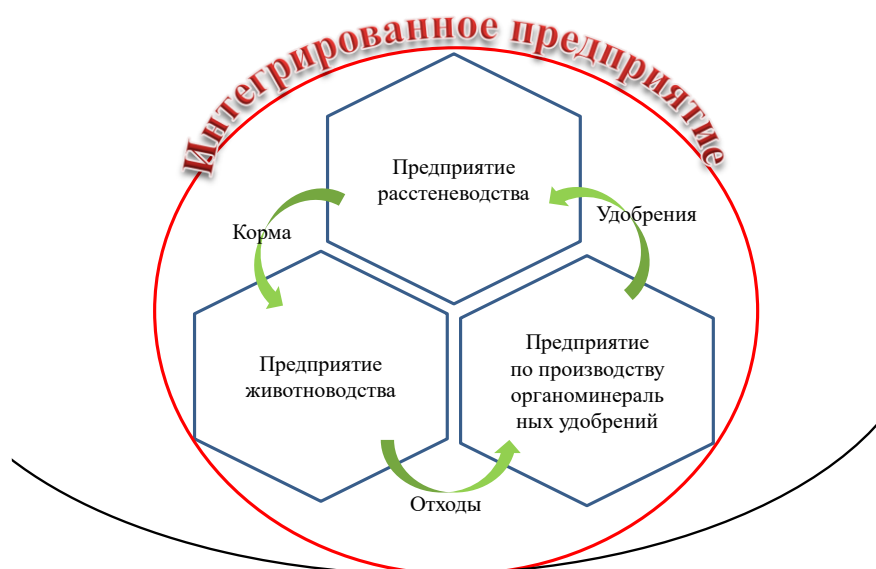 Интегрированное предприятие
Предприятие
расстеневодства
Корма
Удобрения
Предприятие
животноводства
Предприятие
по производству
органоминераль
ных удобрений
Отходы